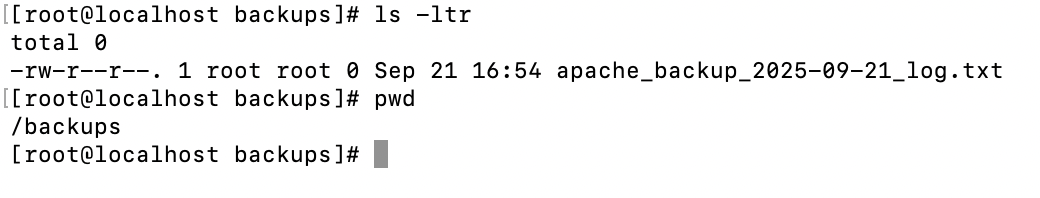 [[root@localhost backups]# ls -ltr
total 0
-rw-r--r--. 1 root root 0 Sep 21 16:54 apache_backup_2025-09-21_log.txt
[[root@localhost backups]# pwd
/backups
[root@localhost backups]#